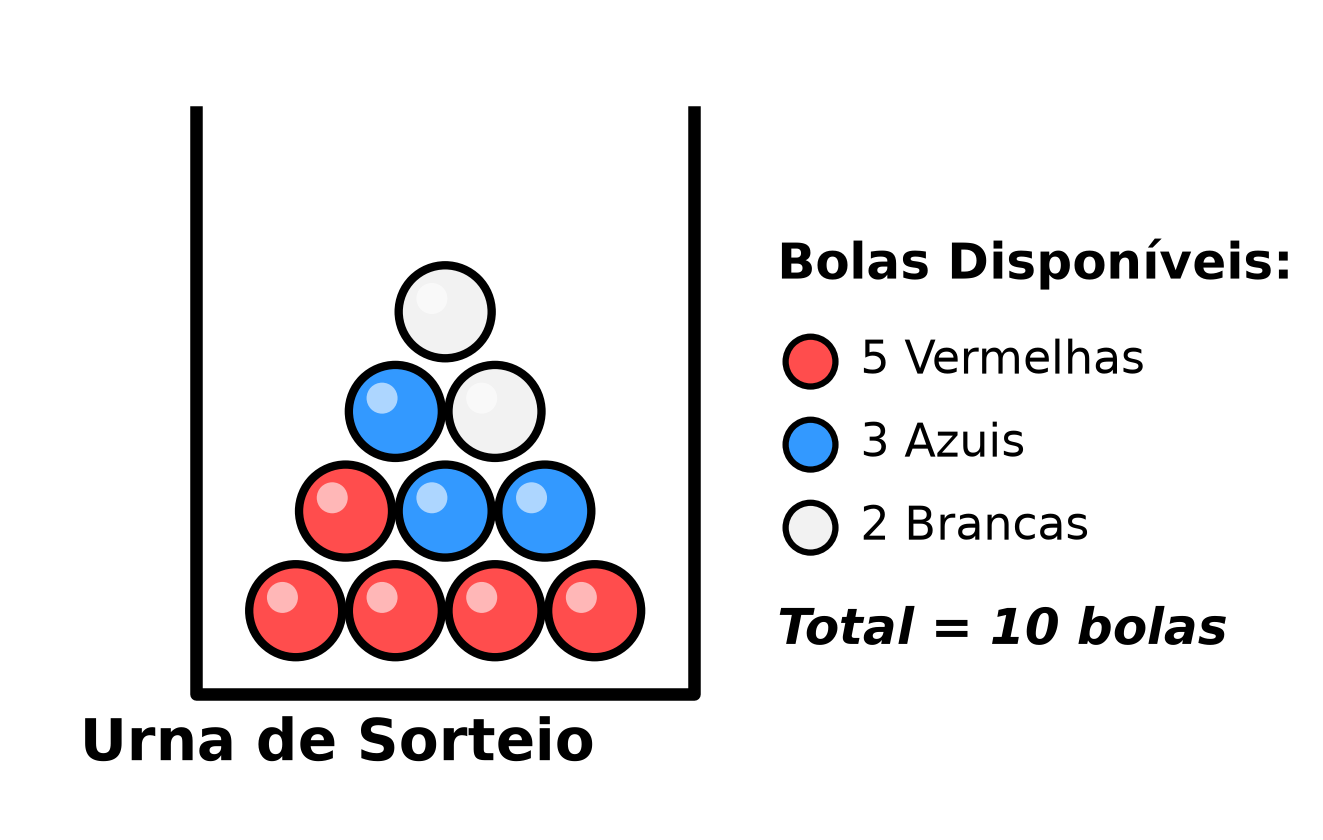 Bolas Disponíveis:
5 Vermelhas
3 Azuis
2 Brancas
Total = 10 bolas
Urna de Sorteio